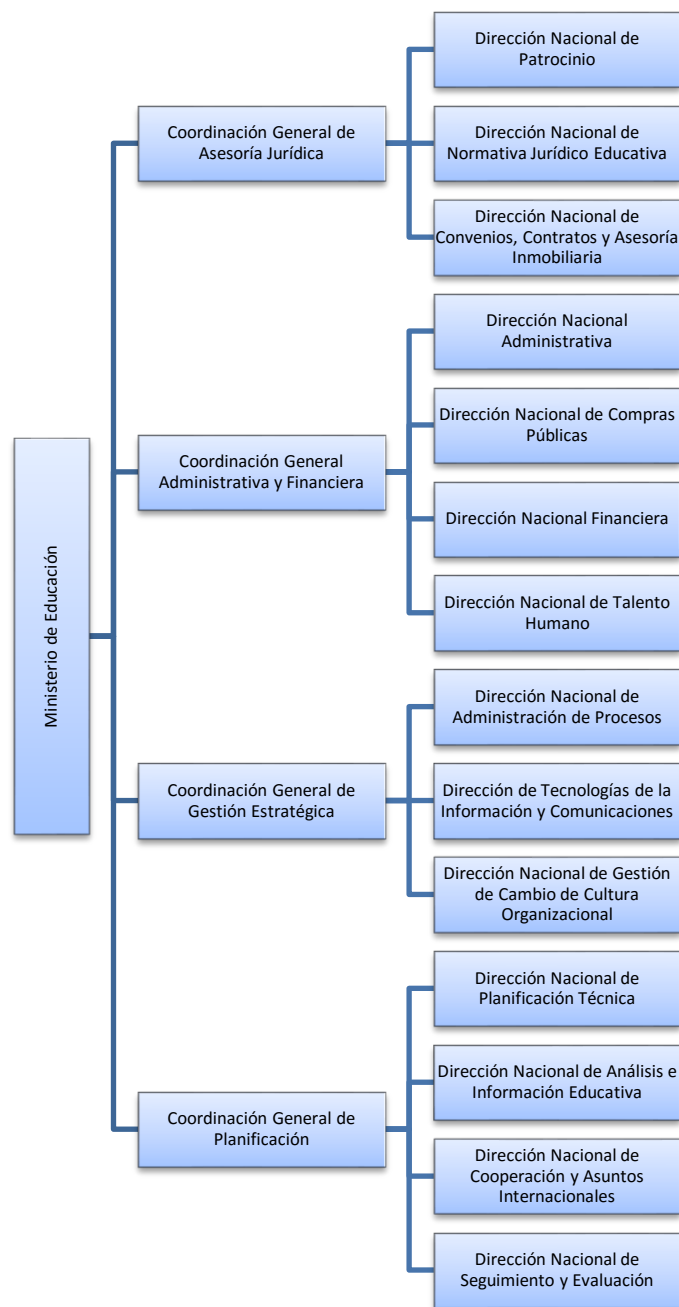 Ministerio de Educación
Coordinación General de
Asesoría Jurídica
Dirección Nacional de
Patrocinio
Dirección Nacional de
Normativa Jurídico Educativa
Dirección Nacional de
Convenios, Contratos y Asesoría
Inmobiliaria
Coordinación General
Administrativa y Financiera
Dirección Nacional
Administrativa
Dirección Nacional de Compras
Públicas
Dirección Nacional Financiera
Dirección Nacional de Talento
Humano
Coordinación General de
Gestión Estratégica
Dirección Nacional de
Administración de Procesos
Dirección de Tecnologías de la
Información y Comunicaciones
Dirección Nacional de Gestión
de Cambio de Cultura
Organizacional
Coordinación General de
Planificación
Dirección Nacional de
Planificación Técnica
Dirección Nacional de Análisis e
Información Educativa
Dirección Nacional de
Cooperación y Asuntos
Internacionales
Dirección Nacional de
Seguimiento y Evaluación